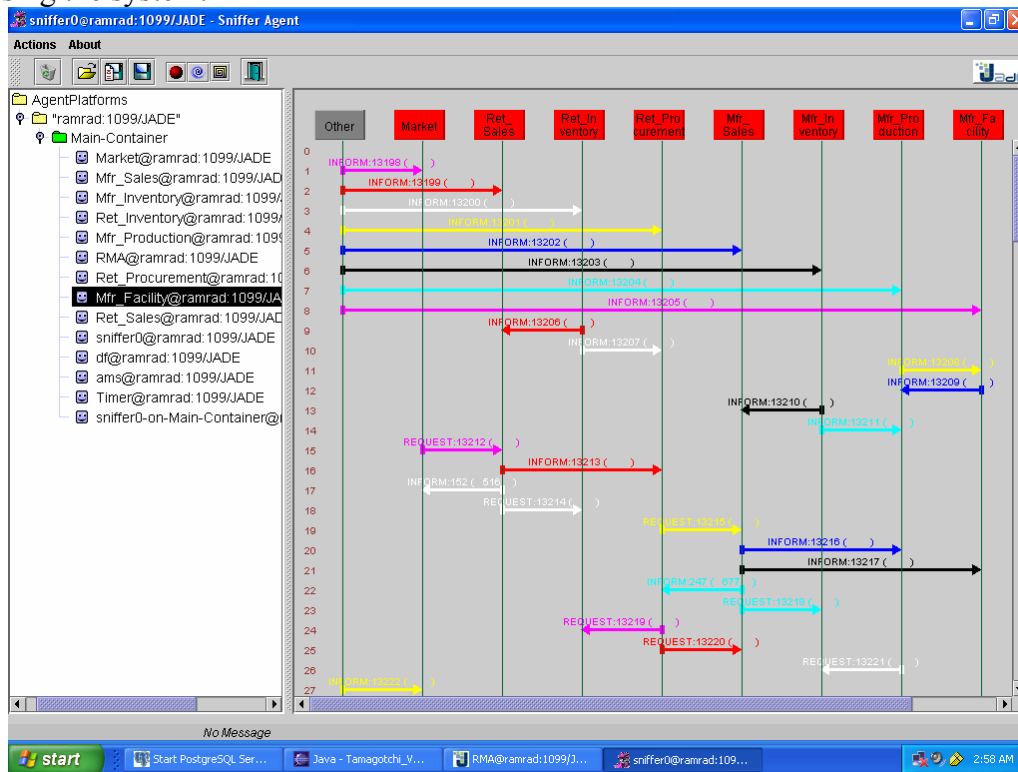 sing the system.
sniffer0@ramrad:1099/JADE - Sniffer Agent
Actions About
Jade
AgentPlatforms
"ramrad:1099/JADE"
Main-Container
Market@ramrad:1099/JADE
Mfr_Sales@ramrad:1099/JAD
Mfr_Inventory@ramrad:1099/
Ret_Inventory@ramrad:1099/
Mfr_Production@ramrad:1099
RMA@ramrad:1099/JADE
Ret_Procurement@ramrad:10
Mfr_Facility@ramrad:1099/JA
Ret_Sales@ramrad:1099/JAD
sniffer0@ramrad:1099/JADE
df@ramrad:1099/JADE
ams@ramrad:1099/JADE
Timer@ramrad:1099/JADE
sniffer0-on-Main-Container@
Other Market Ret_ Sales Ret_In ventory Ret_Pro curement Mfr_ Sales Mfr_In ventory Mfr_Pro duction Mfr_Fa cility
0
INFORM:13198 ( )
1
INFORM:13199 ( )
2
INFORM:13200 ( )
3
INFORM:13201 ( )
4
INFORM:13202 ( )
5
INFORM:13203 ( )
6
INFORM:13204 ( )
7
INFORM:13205 ( )
8
INFORM:13206 ( )
9
INFORM:13207 ( )
10
INFORM:13208 ( )
11
INFORM:13209 ( )
12
INFORM:13210 ( )
13
INFORM:13211 ( )
14
REQUEST:13212 ( )
15
INFORM:13213 ( )
16
INFORM:152 ( 516 )
17
REQUEST:13214 ( )
18
REQUEST:13215 ( )
19
INFORM:13216 ( )
20
INFORM:13217 ( )
21
INFORM:247 ( 677 )
22
REQUEST:13218 ( )
23
REQUEST:13219 ( )
24
REQUEST:13220 ( )
25
REQUEST:13221 ( )
26
INFORM:13222 ( )
27
No Message
start Start PostgreSQL Ser... Java - Tamagotchi_V... RMA@ramrad:1099/J... sniffer0@ramrad:109... 2:58 AM